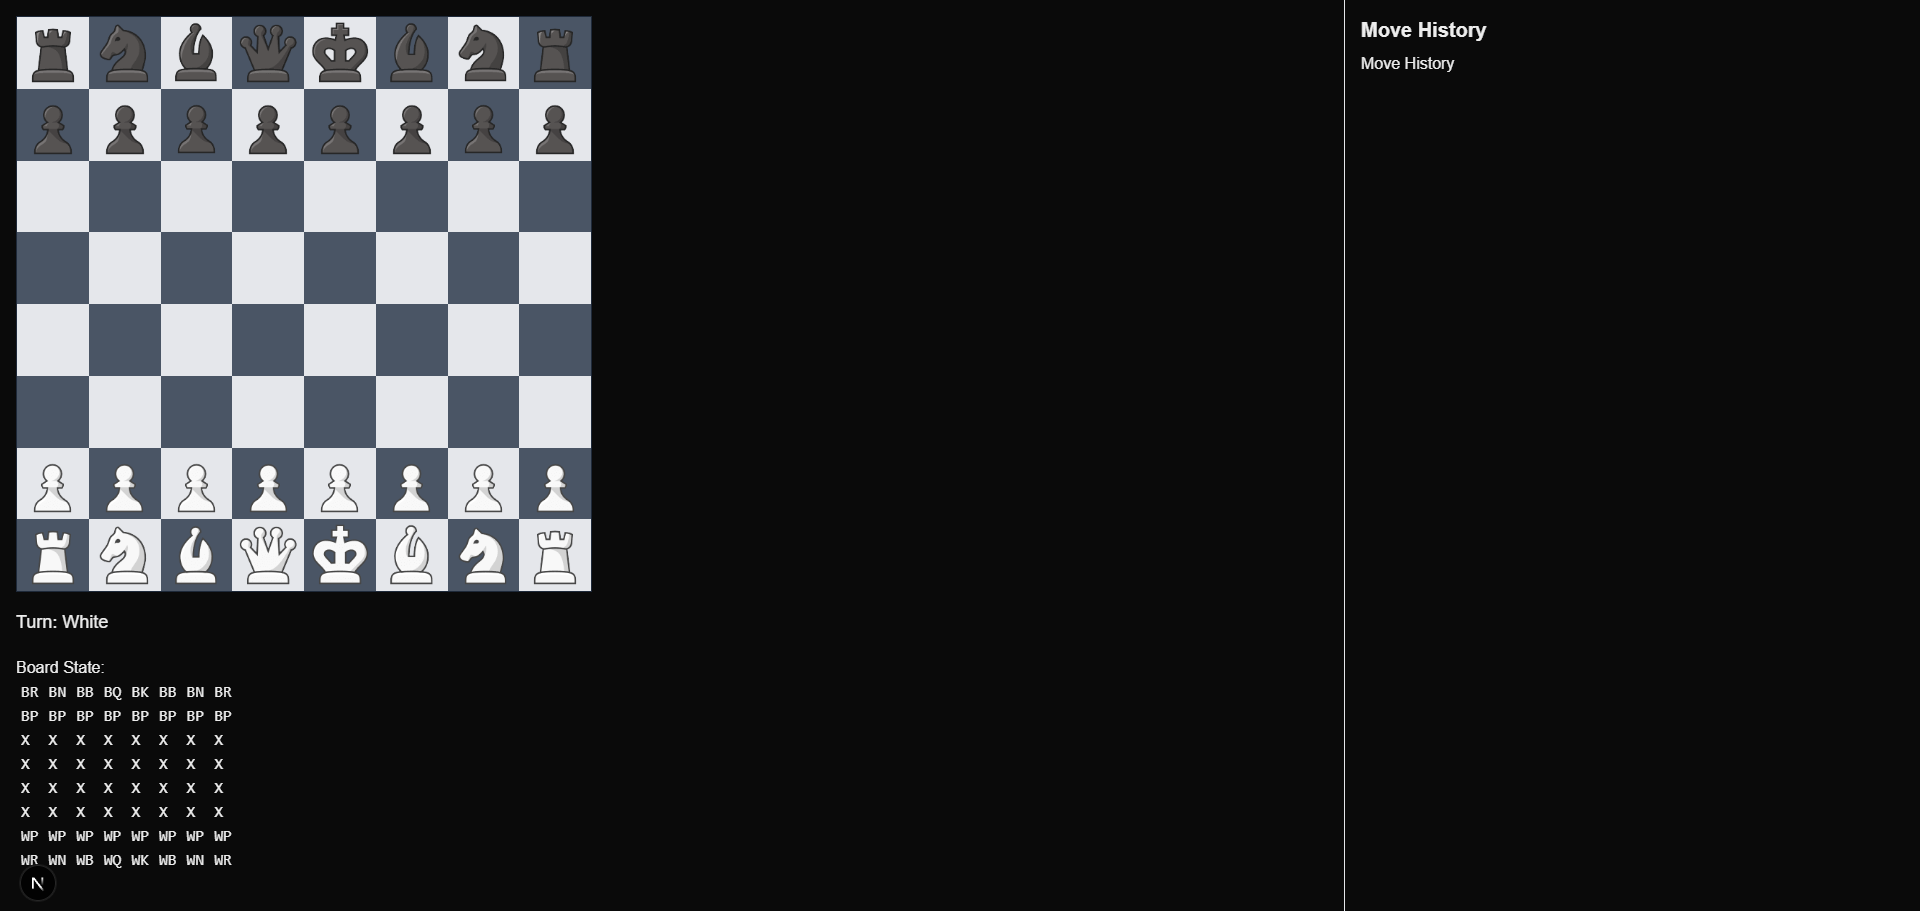 Move History
Move History
Turn: White
Board State:
BR BN BB BQ BK BB BN BR
BP BP BP BP BP BP BP BP
X X X X X X X X
X X X X X X X X
X X X X X X X X
X X X X X X X X
WP WP WP WP WP WP WP WP
WR WN WB WQ WK WB WN WR
N